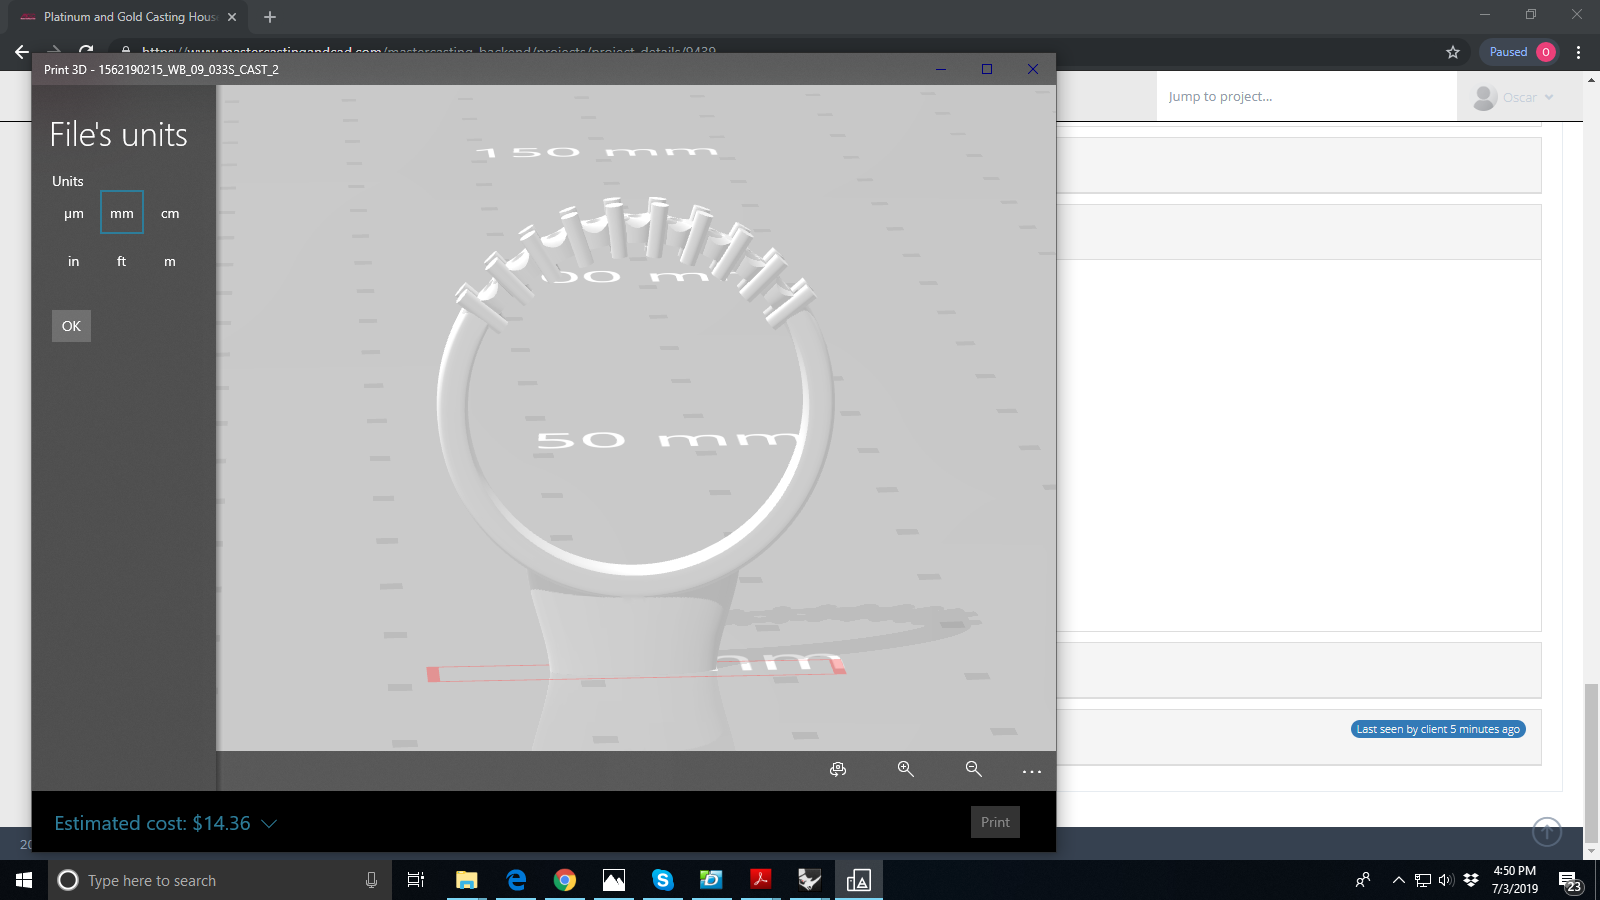 Platinum and Gold Casting Hous
https://www.mastercastingandcad.com/mastercasting_backend/projects/project_details/9439
Paused 0
Print 3D - 1562190215_WB_09_033S_CAST_2
Jump to project...
Oscar
File's units
Units
µm mm cm
in ft m
OK
150 mm
50 mm
mm
Last seen by client 5 minutes ago
Estimated cost: $14.36
Print
20
Type here to search
4:50 PM
7/3/2019
23